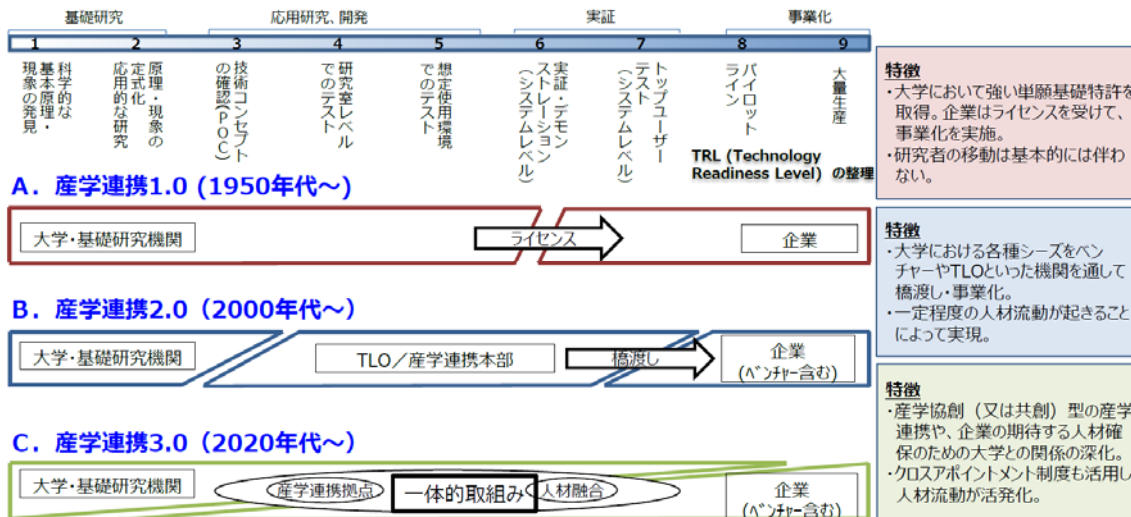 基礎研究
応用研究、開発
実証
事業化
1
2
3
4
5
6
7
8
9
科学的な
基本原理・
現象の発見
原理・現象の
定式化
応用的な研究
技術コンセプト
の確認(POC)
研究室レベル
でのテスト
想定使用環境
でのテスト
実証・デモン
ストレーション
(システムレベル)
トップユーザー
テスト
(システムレベル)
パイロット
ライン
大量生産
TRL (Technology
Readiness Level) の整理
A．産学連携1.0 (1950年代～)
大学・基礎研究機関
ライセンス
企業
特徴
・大学において強い単願基礎特許を
取得。企業はライセンスを受けて、
事業化を実施。
・研究者の移動は基本的には伴わ
ない。
B．産学連携2.0（2000年代～）
大学・基礎研究機関
TLO／産学連携本部
橋渡し
企業
(ﾍﾞﾝﾁｬｰ含む)
特徴
・大学における各種シーズをベン
チャーやTLOといった機関を通して
橋渡し・事業化。
・一定程度の人材流動が起きること
によって実現。
C．産学連携3.0（2020年代～）
大学・基礎研究機関
産学連携拠点
一体的取組み
人材融合
企業
(ﾍﾞﾝﾁｬｰ含む)
特徴
・産学協創（又は共創）型の産学
連携や、企業の期待する人材確
保のための大学との関係の深化。
・クロスアポイントメント制度も活用し
人材流動が活発化。